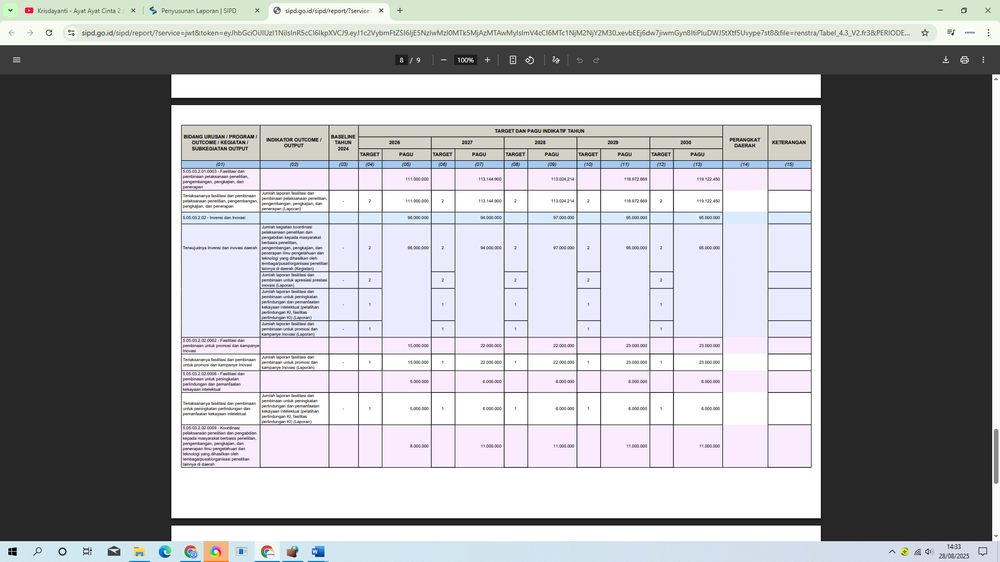 Krisdayanti - Ayat Ayat Cinta 2
Penyusunan Laporan | SIPD
sipd.go.id/sipd/report/?service=
8 / 9
100%
TARGET DAN PAGU INDIKATIF TAHUN
BIDANG URUSAN / PROGRAM /
OUTCOME / KEGIATAN /
SUBKEGIATAN OUTPUT
INDIKATOR OUTCOME /
OUTPUT
BASELINE
TAHUN
2024
2026 2027 2028 2029 2030
PERANGKAT
DAERAH
KETERANGAN
TARGET PAGU TARGET PAGU TARGET PAGU TARGET PAGU TARGET PAGU
(01) (02) (03) (04) (05) (06) (07) (08) (09) (10) (11) (12) (13) (14) (15)
5.05.03.2.01.0003 - Fasilitasi dan
pembinaan pelaksanaan penelitian,
pengembangan, pengkajian, dan
penerapan
111.000.000 113.144.900 113.024.214 118.972.669 119.122.450
Terlaksananya fasilitasi dan pembinaan
pelaksanaan penelitian, pengembangan,
pengkajian, dan penerapan
Jumlah laporan fasilitasi dan
pembinaan pelaksanaan penelitian,
pengembangan, pengkajian, dan
penerapan (Laporan)
- 2 111.000.000 2 113.144.900 2 113.024.214 2 118.972.669 2 119.122.450
5.05.03.2.02 - Invensi dan Inovasi
96.000.000 94.000.000 97.000.000 95.000.000 95.000.000
Terwujudnya Invensi dan inovasi daerah
Jumlah kegiatan koordinasi
pelaksanaan penelitian dan
pengabdian kepada masyarakat
berbasis penelitian,
pengembangan, pengkajian, dan
penerapan ilmu pengetahuan dan
teknologi yang dihasilkan oleh
lembaga/pusat/organisasi penelitian
lainnya di daerah (Kegiatan)
- 2 96.000.000 2 94.000.000 2 97.000.000 2 95.000.000 2 95.000.000
Jumlah laporan fasilitasi dan
pembinaan untuk apresiasi prestasi
Inovasi (Laporan)
- 2 2 2 2 2
Jumlah laporan fasilitasi dan
pembinaan untuk peningkatan
perlindungan dan pemanfaatan
kekayaan intelektual (pelatihan
perlindungan KI, fasilitas
perlindungan KI) (Laporan)
- 1 1 1 1 1
Jumlah laporan fasilitasi dan
pembinaan untuk promosi dan
kampanye Inovasi (Laporan)
- 1 1 1 1 1
5.05.03.2.02.0002 - Fasilitasi dan
pembinaan untuk promosi dan kampanye
Inovasi
15.000.000 22.000.000 22.000.000 23.000.000 23.000.000
Terlaksananya fasilitasi dan pembinaan
untuk promosi dan kampanye Inovasi
Jumlah laporan fasilitasi dan
pembinaan untuk promosi dan
kampanye Inovasi (Laporan)
- 1 15.000.000 1 22.000.000 1 22.000.000 1 23.000.000 1 23.000.000
5.05.03.2.02.0006 - Fasilitasi dan
pembinaan untuk peningkatan
perlindungan dan pemanfaatan
kekayaan intelektual
5.000.000 6.000.000 6.000.000 6.000.000 6.000.000
Terlaksananya fasilitasi dan pembinaan
untuk peningkatan perlindungan dan
pemanfaatan kekayaan intelektual
Jumlah laporan fasilitasi dan
pembinaan untuk peningkatan
perlindungan dan pemanfaatan
kekayaan intelektual (pelatihan
perlindungan KI, fasilitas
perlindungan KI) (Laporan)
- 1 5.000.000 1 6.000.000 1 6.000.000 1 6.000.000 1 6.000.000
5.05.03.2.02.0009 - Koordinasi
pelaksanaan penelitian dan pengabdian
kepada masyarakat berbasis penelitian,
pengembangan, pengkajian, dan
penerapan ilmu pengetahuan dan
teknologi yang dihasilkan oleh
lembaga/pusat/organisasi penelitian
lainnya di daerah
8.000.000 11.000.000 11.000.000 11.000.000 11.000.000
14:33
28/08/2025